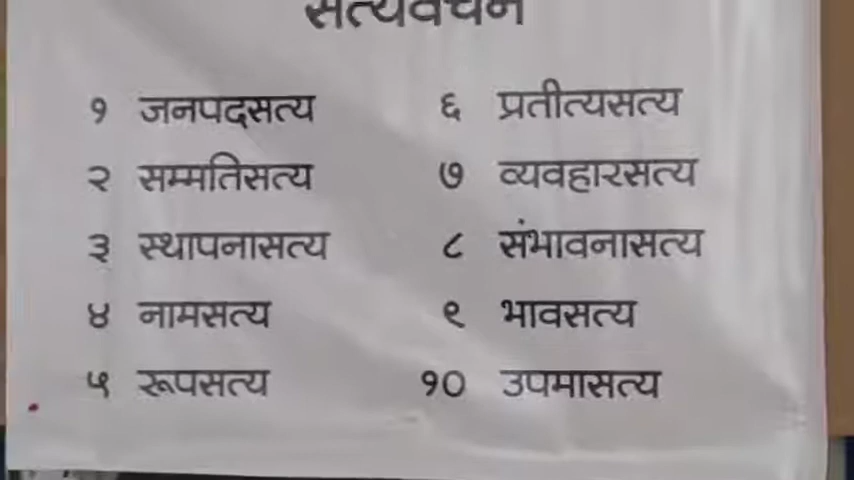 सत्यवचन
१ जनपदसत्य
२ सम्मतिसत्य
३ स्थापनासत्य
४ नामसत्य
५ रूपसत्य
६ प्रतीत्यसत्य
७ व्यवहारसत्य
८ संभावनासत्य
९ भावसत्य
१० उपमासत्य